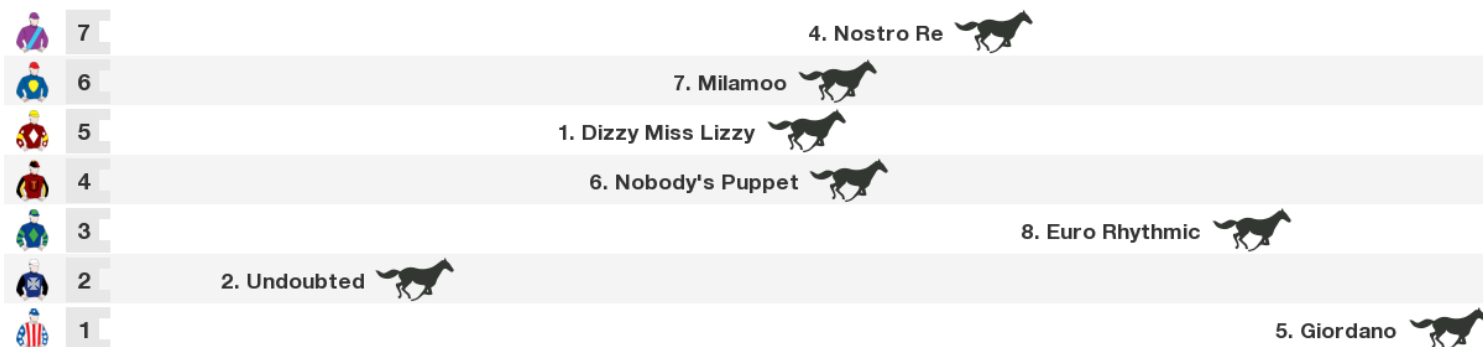 7 4. Nostro Re
6 7. Milamoo
5 1. Dizzy Miss Lizzy
4 6. Nobody's Puppet
3 8. Euro Rhythmic
2 2. Undoubted
1 5. Giordano